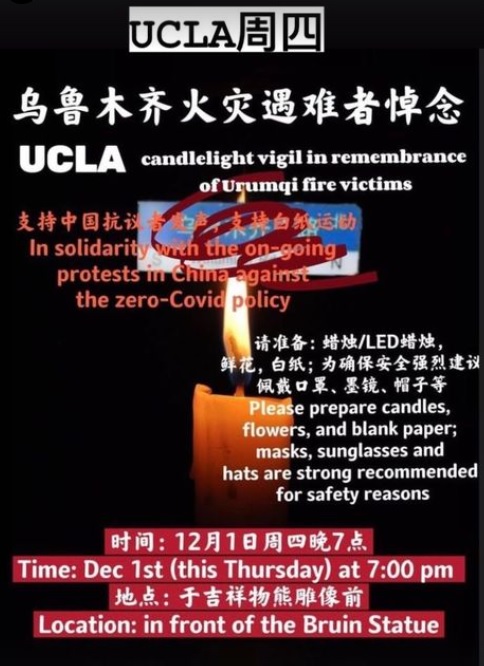 UCLA周四
乌鲁木齐火灾遇难者悼念
UCLA candlelight vigil in remembrance
of Urumqi fire victims
支持中国抗议者发声，支持白纸运动
In solidarity with the on-going
protests in China against
the zero-Covid policy
请准备：蜡烛/LED蜡烛，
鲜花，白纸；为确保安全强烈建议
佩戴口罩、墨镜、帽子等
Please prepare candles,
flowers, and blank paper;
masks, sunglasses and
hats are strong recommended
for safety reasons
时间：12月1日周四晚7点
Time: Dec 1st (this Thursday) at 7:00 pm
地点：于吉祥物熊雕像前
Location: in front of the Bruin Statue